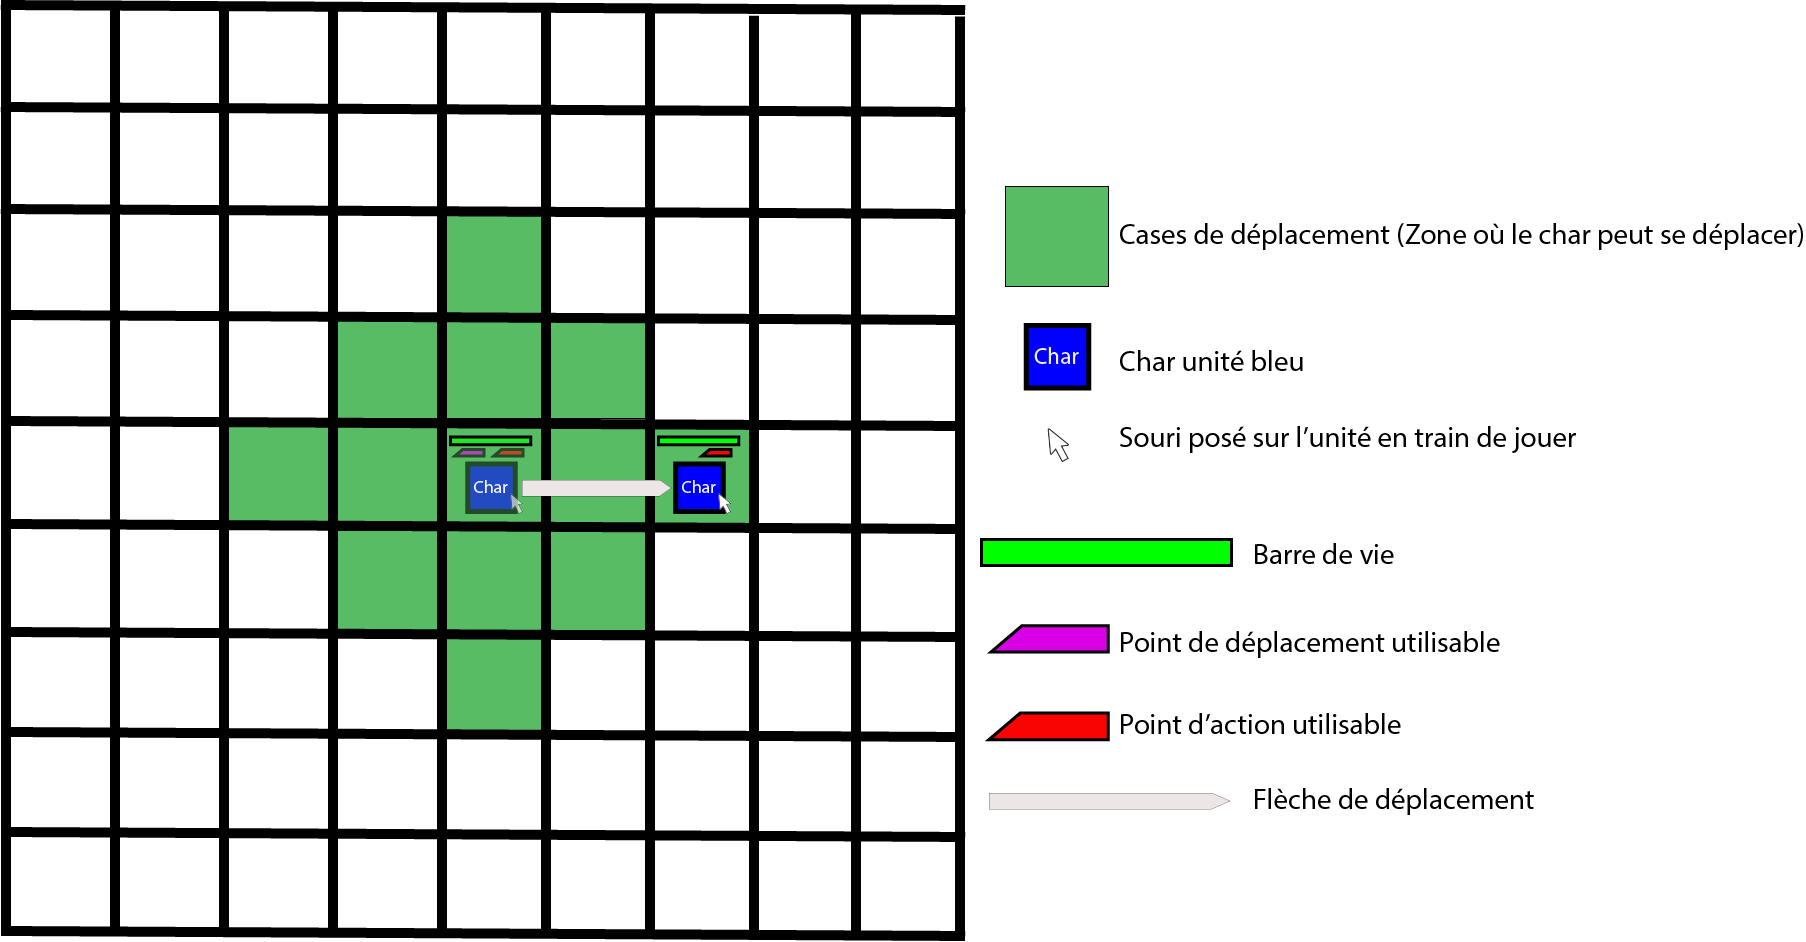 Cases de déplacement (Zone où le char peut se déplacer)
Char
Char unité bleu
Souri posé sur l’unité en train de jouer
Char
Char
Barre de vie
Point de déplacement utilisable
Point d’action utilisable
Flèche de déplacement